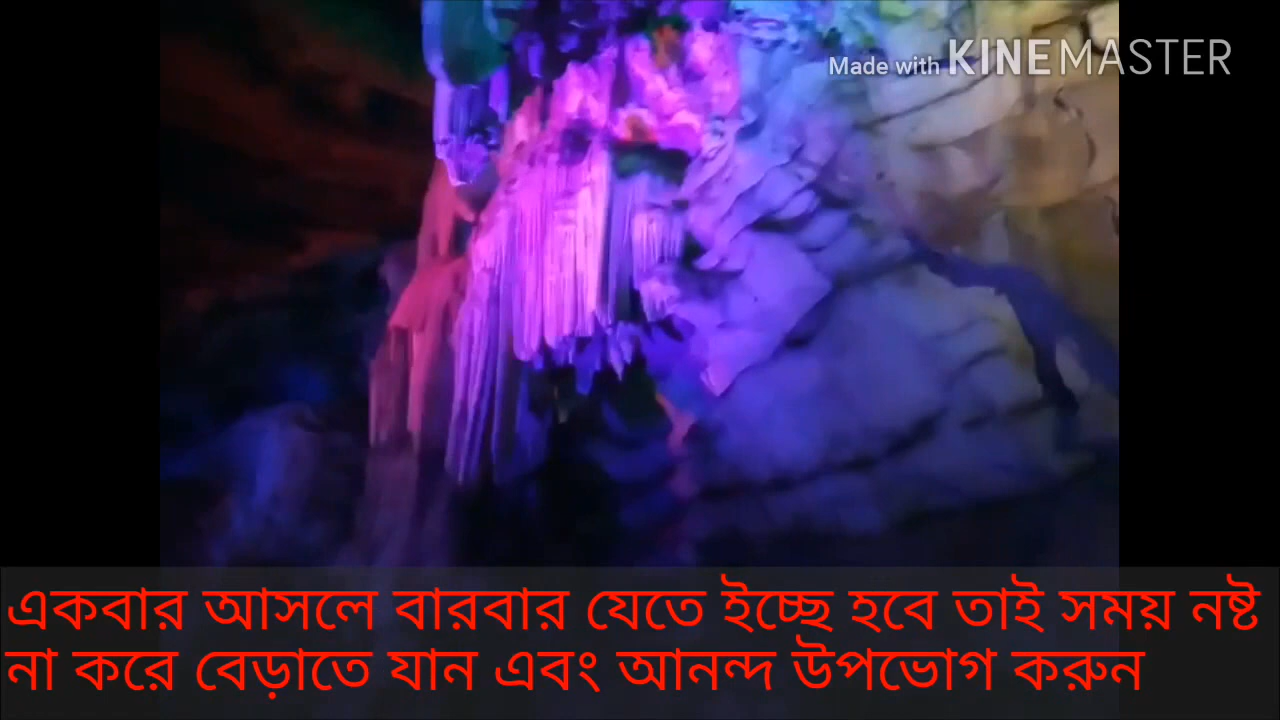 Made with KINEMASTER
একবার আসলে বারবার যেতে ইচ্ছে হবে তাই সময় নষ্ট
না করে বেড়াতে যান এবং আনন্দ উপভোগ করুন